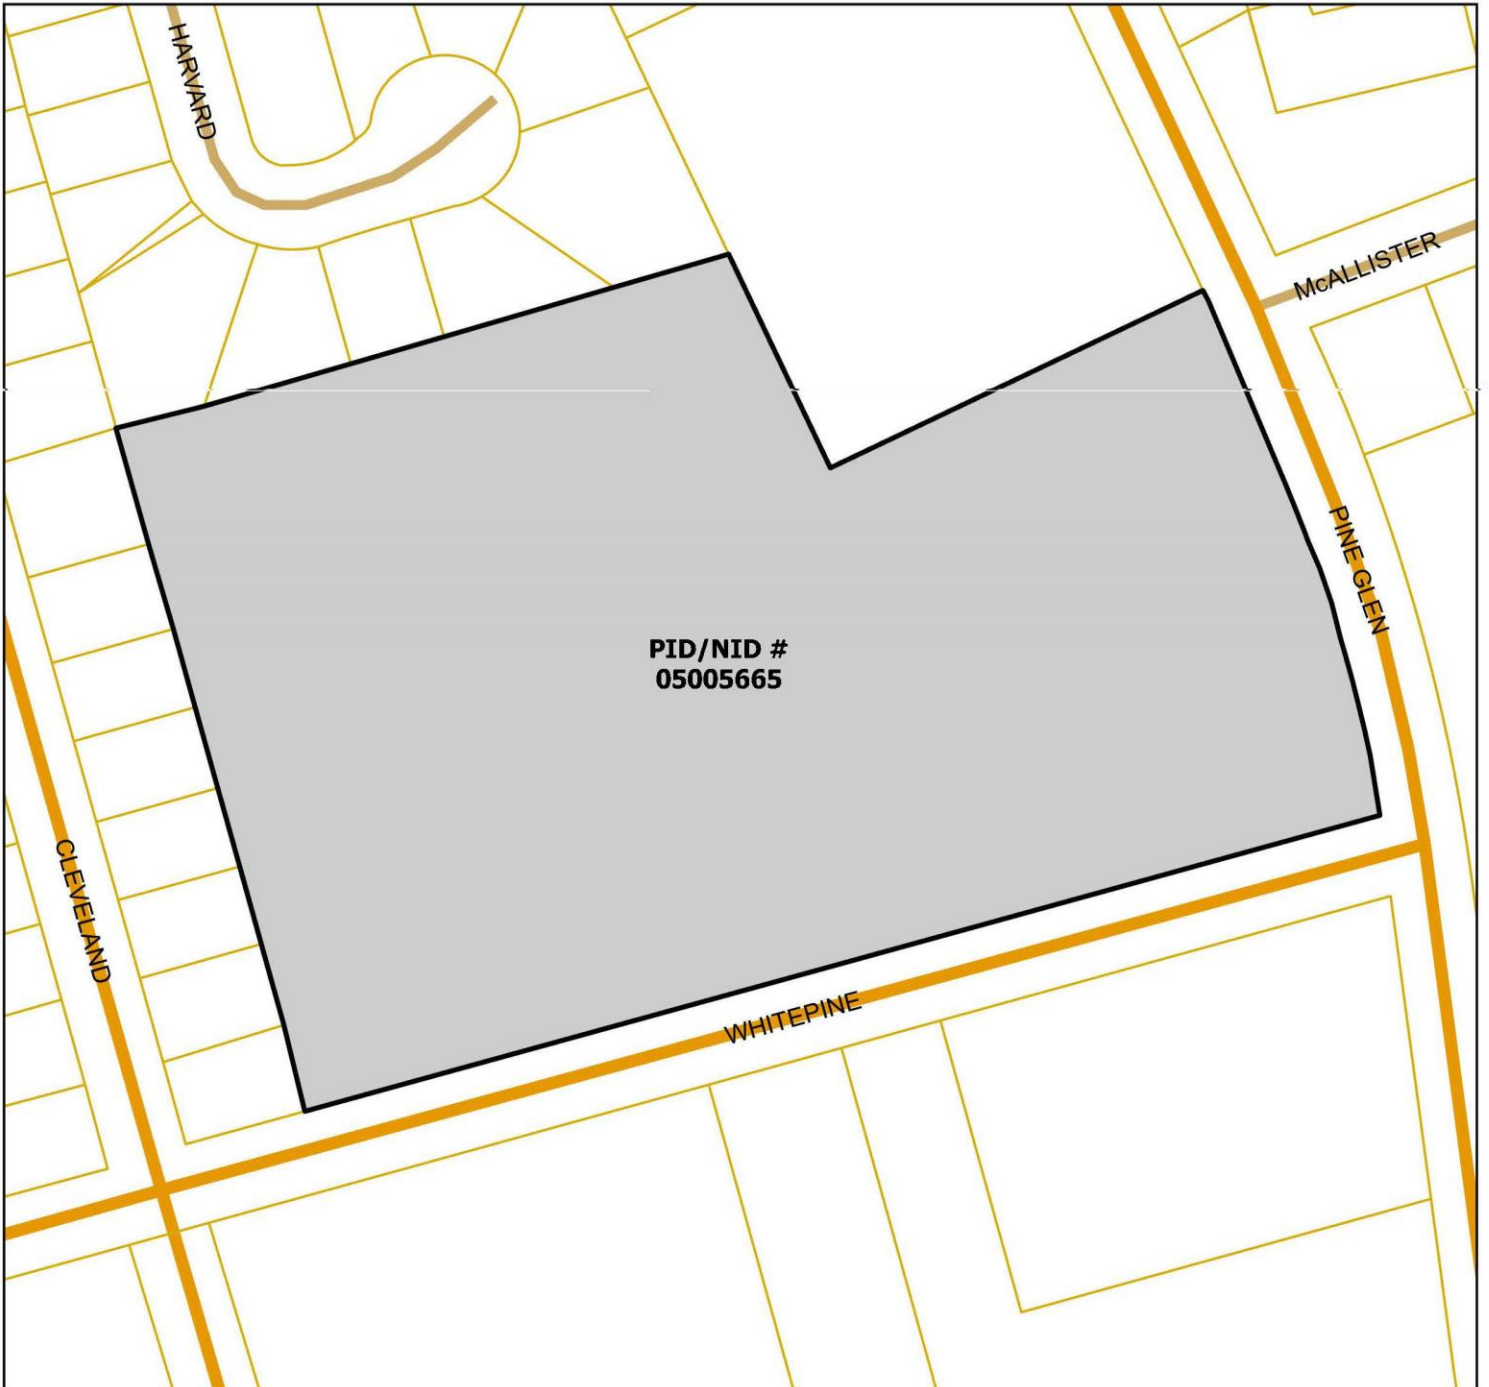 HARVARD
McALLISTER
PINE GLEN
PID/NID #
05005665
CLEVELAND
WHITEPINE